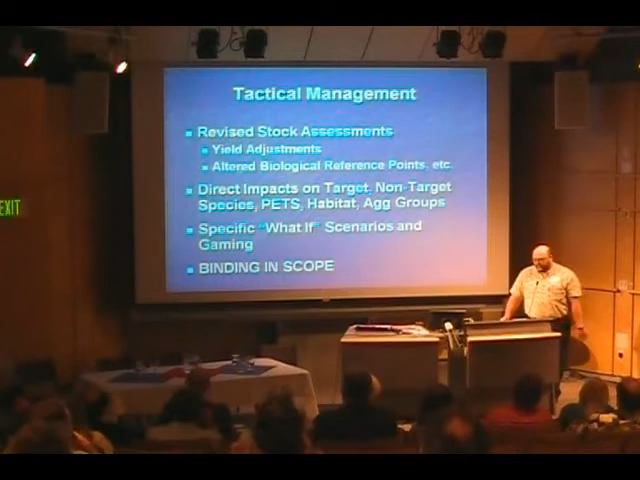 Tactical Management
Revised Stock Assessments
Yield Adjustments
Altered Biological Reference Points, etc.
Direct Impacts on Target, Non-Target
Species, PETS, Habitat, Agg Groups
Specific "What If" Scenarios and
Gaming
BINDING IN SCOPE
EXIT